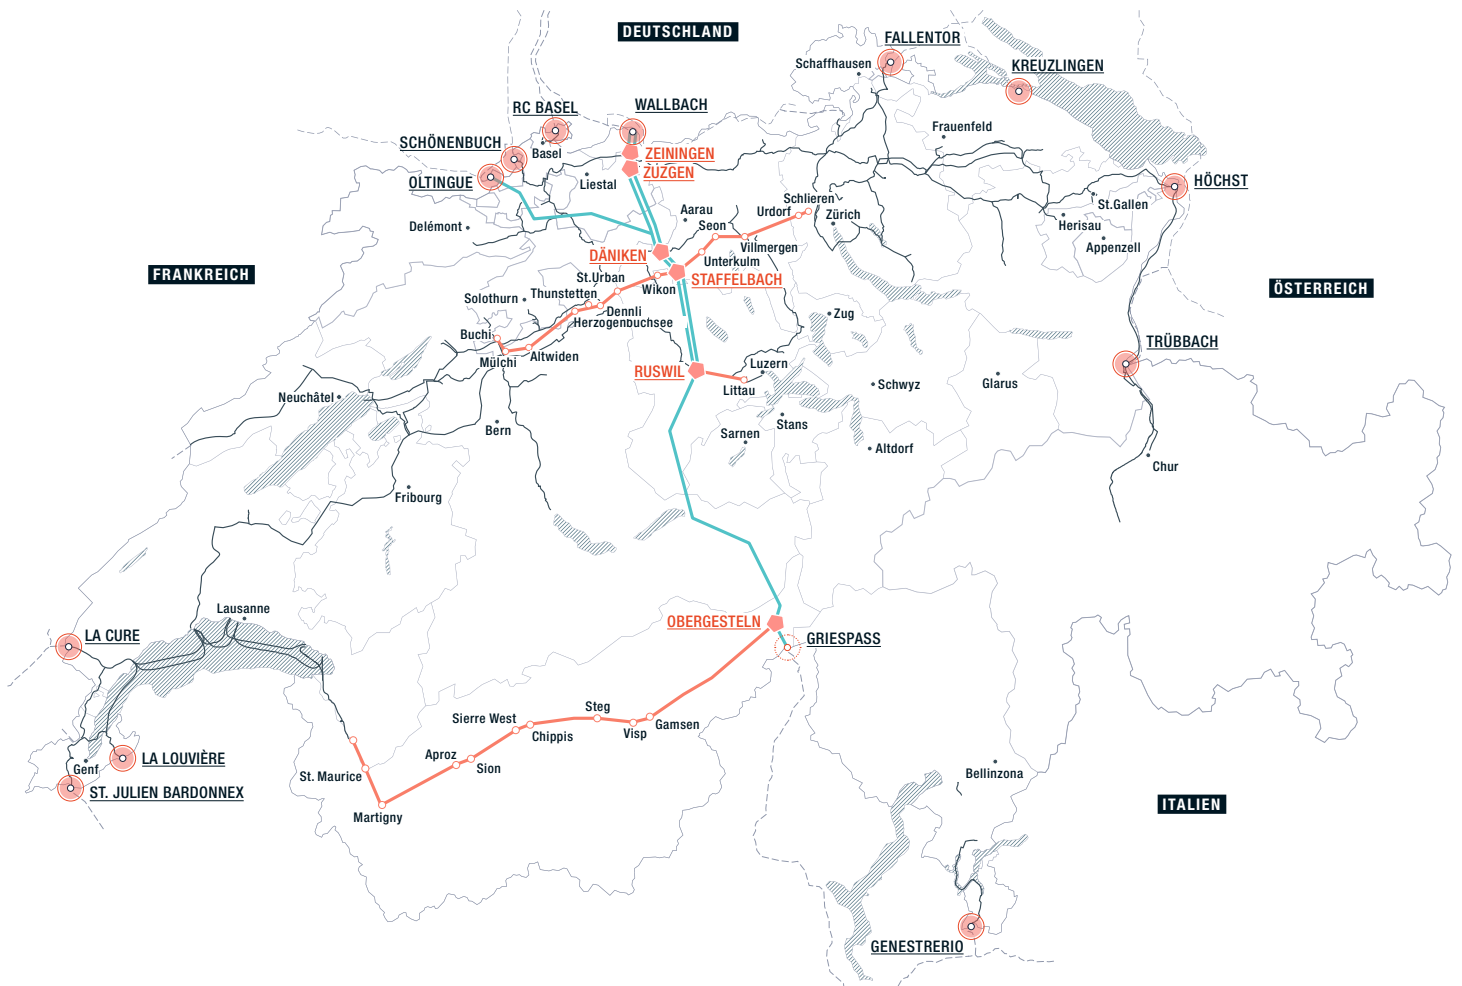 DEUTSCHLAND
FALLENTOR
Schaffhausen
KREUZLINGEN
RC BASEL
WALLBACH
Frauenfeld
SCHÖNENBUCH
Basel
ZEININGEN
ZUZGEN
OLTINGUE
Liestal
HÖCHST
Schlieren
St.Gallen
Aarau
Urdorf
Zürich
Delémont
Seon
Herisau
Villmergen
Appenzell
DÄNIKEN
Unterkulm
FRANKREICH
St.Urban
STAFFELBACH
ÖSTERREICH
Wikon
Thunstetten
Solothurn
Dennli
Zug
Herzogenbuchsee
Buchi
TRÜBBACH
Altwiden
Mülchi
Luzern
RUSWIL
Schwyz
Glarus
Littau
Neuchâtel
Stans
Bern
Sarnen
Altdorf
Chur
Fribourg
Lausanne
OBERGESTELN
LA CURE
GRIESPASS
Steg
Sierre West
Gamsen
Chippis
Visp
Aproz
LA LOUVIÈRE
Genf
Sion
St. Maurice
Bellinzona
ST. JULIEN BARDONNEX
ITALIEN
Martigny
GENESTRERIO